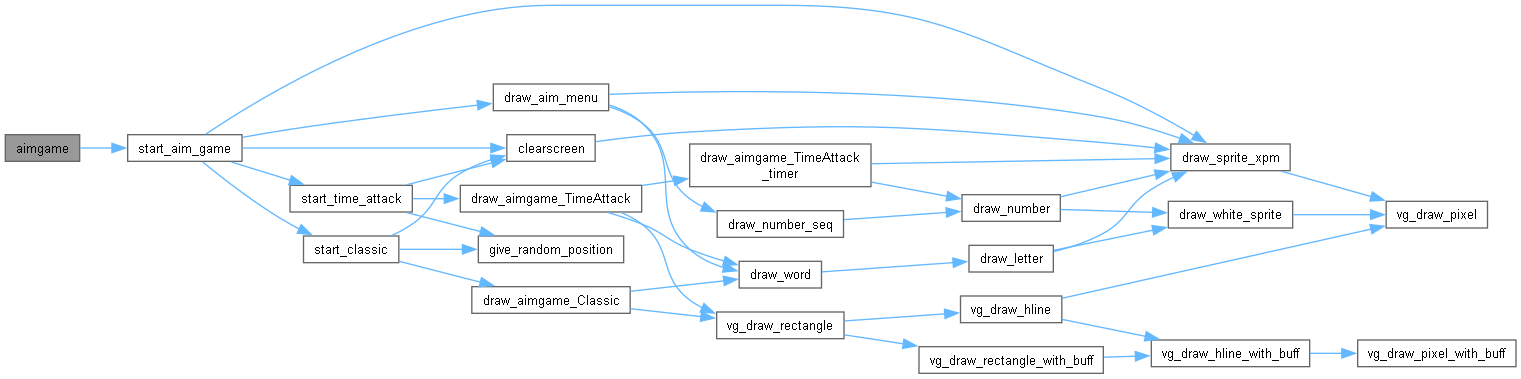 aimgame
start_aim_game
draw_aim_menu
clearscreen
start_time_attack
start_classic
draw_aimgame_TimeAttack
give_random_position
draw_aimgame_Classic
draw_aimgame_TimeAttack
_timer
draw_number_seq
draw_word
vg_draw_rectangle
vg_draw_rectangle_with_buff
draw_number
draw_letter
vg_draw_hline
draw_sprite_xpm
draw_white_sprite
vg_draw_hline_with_buff
vg_draw_pixel
vg_draw_pixel_with_buff